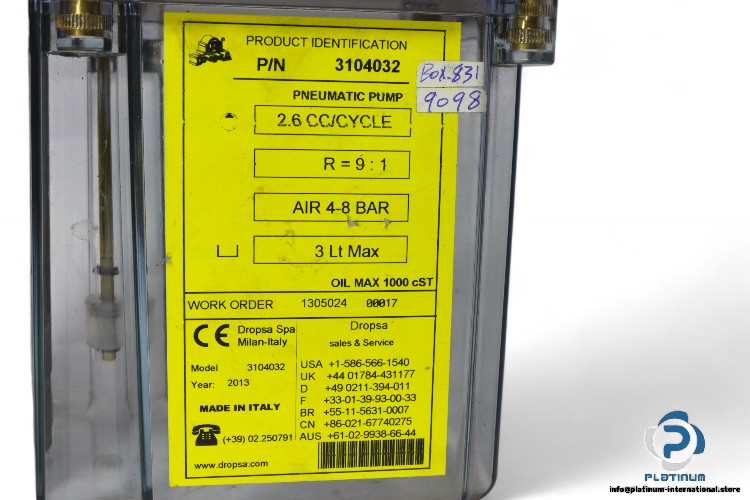 DROPSA
PRODUCT IDENTIFICATION
P/N 3104032
BOX.831
9098
PNEUMATIC PUMP
2.6 CC/CYCLE
R = 9 : 1
AIR 4-8 BAR
3 Lt Max
OIL MAX 1000 cST
WORK ORDER 1305024 00017
CE Dropsa Spa
Milan-Italy
Model 3104032
Year: 2013
MADE IN ITALY
(+39) 02.250791
www.dropsa.com
Dropsa
sales & Service
USA +1-586-566-1540
UK +44 01784-431177
D +49 0211-394-011
F +33-01-39-93-00-33
BR +55-11-5631-0007
CN +86-021-67740275
AUS +61-02-9938-66-44
PLATINUM
info@platinum-international.store